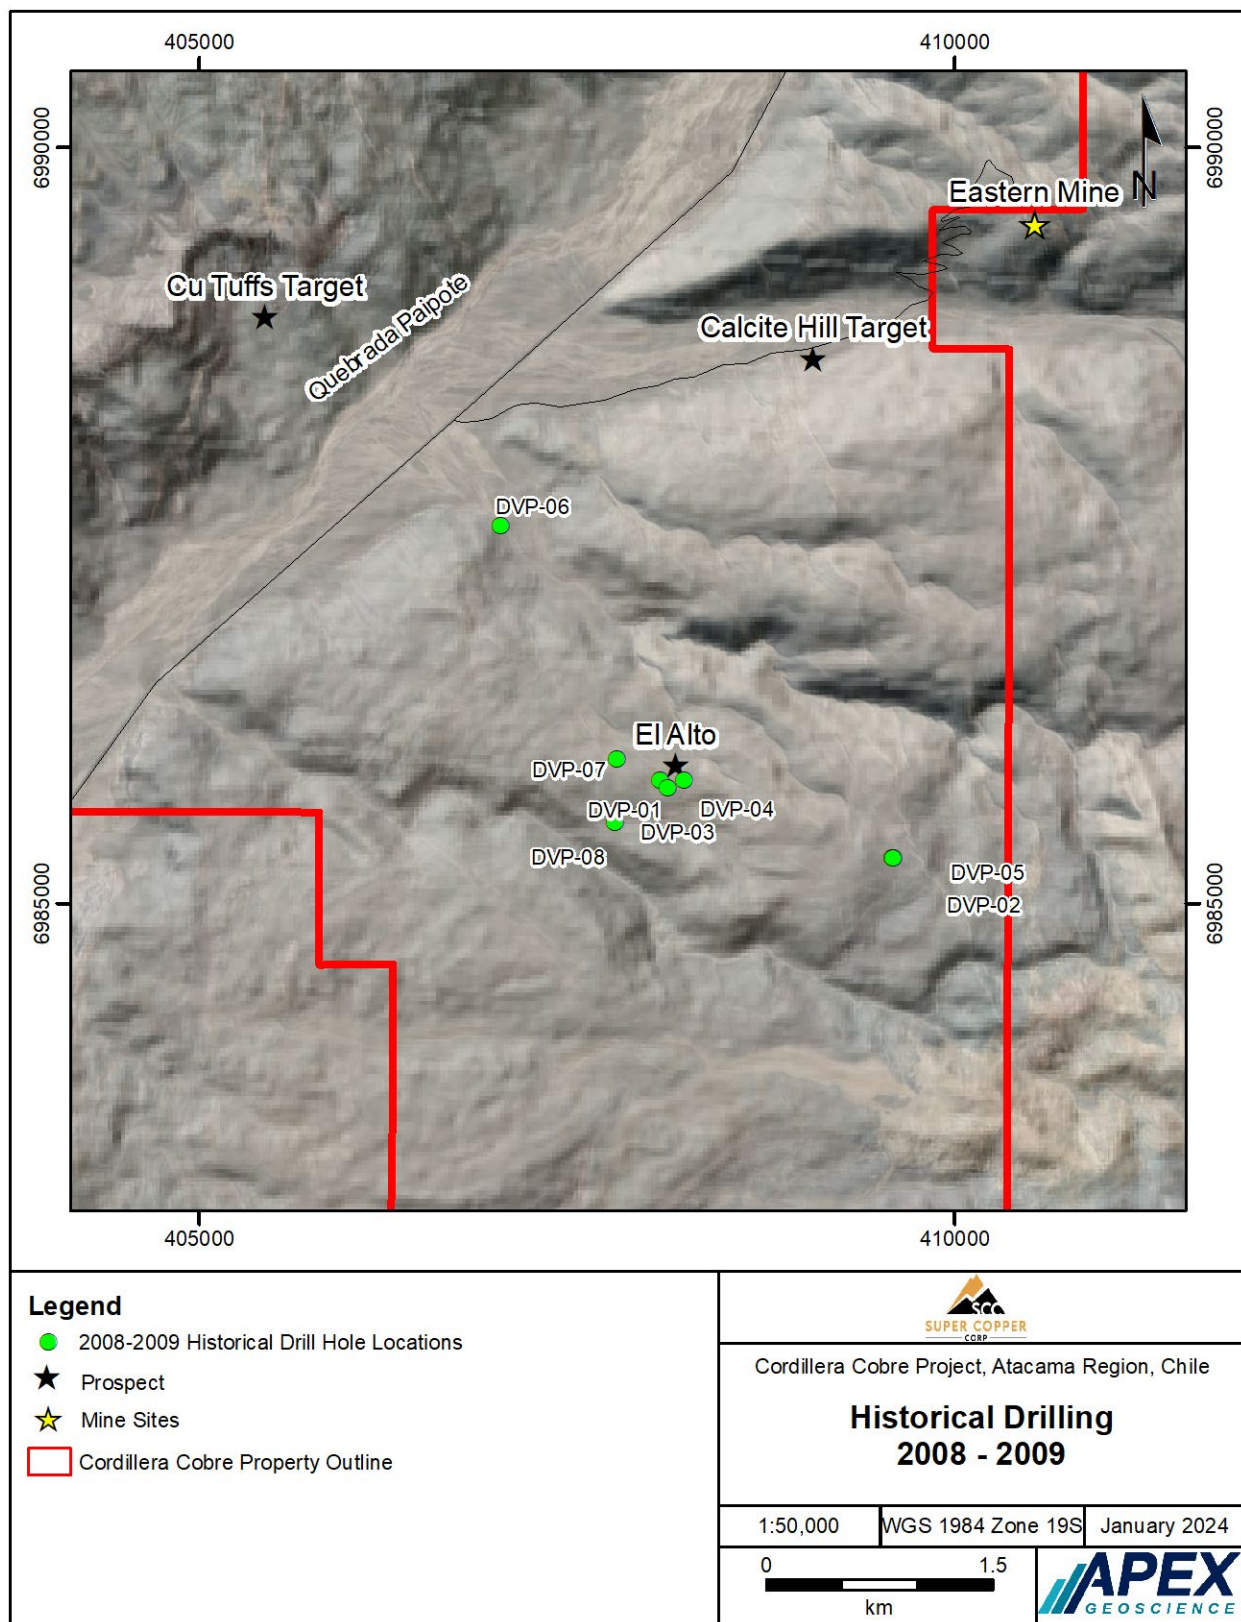 405000
410000
6990000
6990000
Eastern Mine
N
Cu Tuffs Target
Quebrada Paipote
Calcite Hill Target
DVP-06
El Alto
DVP-07
DVP-01
DVP-04
DVP-03
DVP-08
DVP-05
DVP-02
6985000
6985000
405000
410000
Legend
2008-2009 Historical Drill Hole Locations
Prospect
Mine Sites
Cordillera Cobre Property Outline
SCC
SUPER COPPER
CORP
Cordillera Cobre Project, Atacama Region, Chile
Historical Drilling
2008 - 2009
1:50,000
WGS 1984 Zone 19S
January 2024
0
1.5
km
APEX
GEOSCIENCE